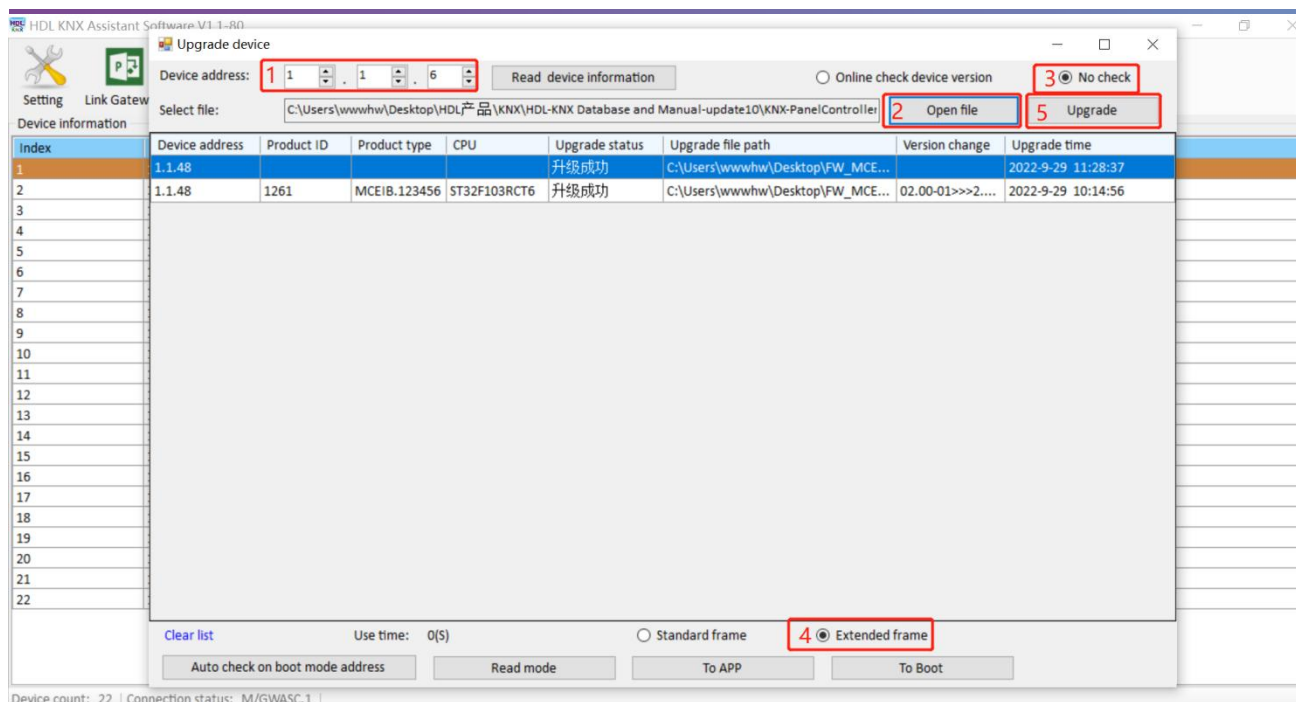 HDL KNX Assistant Software V1.1-80
Upgrade device
Setting
Link Gatew
Device address: 1 1 . 1 . 6 Read device information Online check device version 3 No check
Select file: C:\Users\wwwhw\Desktop\HDL产品\KNX\HDL-KNX Database and Manual-update10\KNX-PanelController 2 Open file 5 Upgrade
Device information
Index
Device address Product ID Product type CPU Upgrade status Upgrade file path Version change Upgrade time
1 1.1.48 升级成功 C:\Users\wwwhw\Desktop\FW_MCE... 2022-9-29 11:28:37
2 1.1.48 1261 MCEIB.123456 ST32F103RCT6 升级成功 C:\Users\wwwhw\Desktop\FW_MCE... 02.00-01>>>2.... 2022-9-29 10:14:56
3
4
5
6
7
8
9
10
11
12
13
14
15
16
17
18
19
20
21
22
Clear list Use time: 0(S) Standard frame 4 Extended frame
Auto check on boot mode address Read mode To APP To Boot
Device count: 22 Connection status: M/GWASC.1